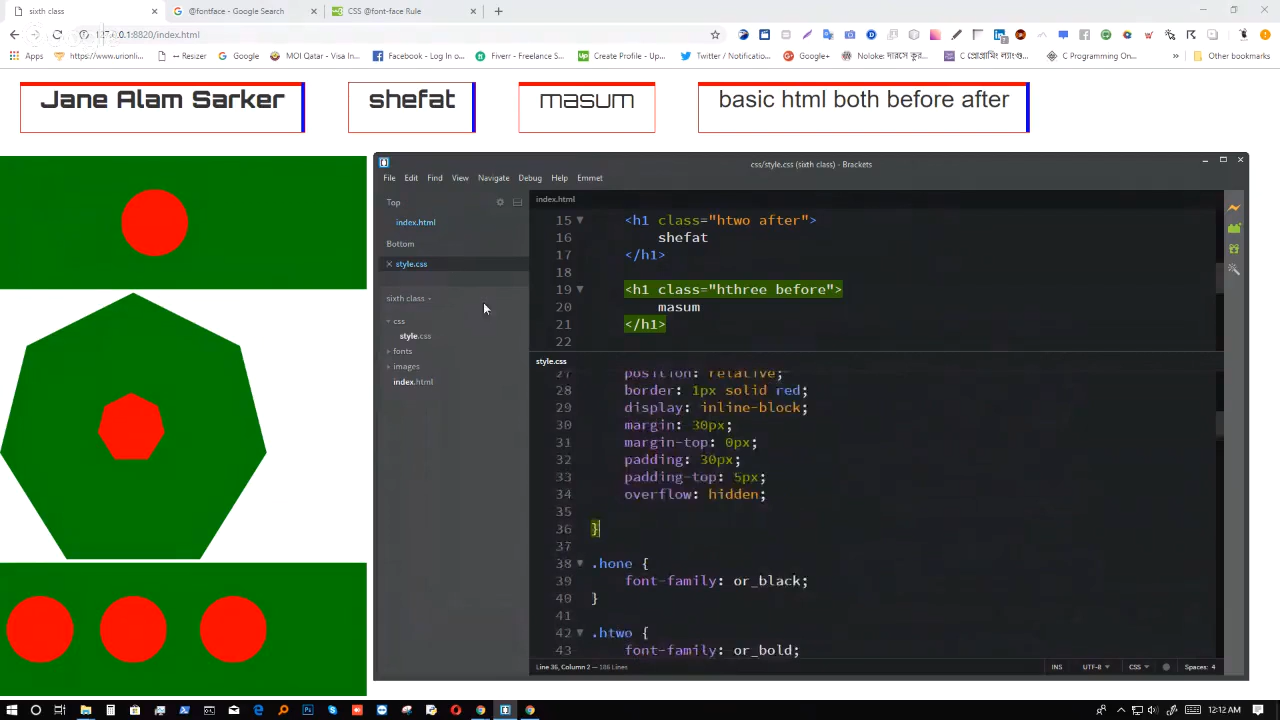 sixth class
@fontface - Google Search
CSS @font-face Rule
127.0.0.1:8820/index.html
Apps
https://www.urionlin
Resizer
Google
MOI Qatar - Visa In
Facebook - Log In o
Fiverr - Freelance M
Create Profile - Up
Twitter / Notificatio
Google+
C Programming On
Other bookmarks
Jane Alam Sarker
shefat
masum
basic html both before after
css/style.css (sixth class) - Brackets
File Edit Find View Navigate Debug Help Emmet
Top
index.html
Bottom
style.css
sixth class
css
style.css
fonts
images
index.html
index.html
15 <h1 class="htwo after">
16 shefat
17 </h1>
18
19 <h1 class="hthree before">
20 masum
21 </h1>
22
style.css
27 position: relative;
28 border: 1px solid red;
29 display: inline-block;
30 margin: 30px;
31 margin-top: 0px;
32 padding: 30px;
33 padding-top: 5px;
34 overflow: hidden;
35
36 }
37
38 .hone {
39 font-family: or_black;
40 }
41
42 .htwo {
43 font-family: or_bold;
Line 36, Column 2 — 186 Lines
INS UTF-8 CSS Spaces: 4
12:12 AM